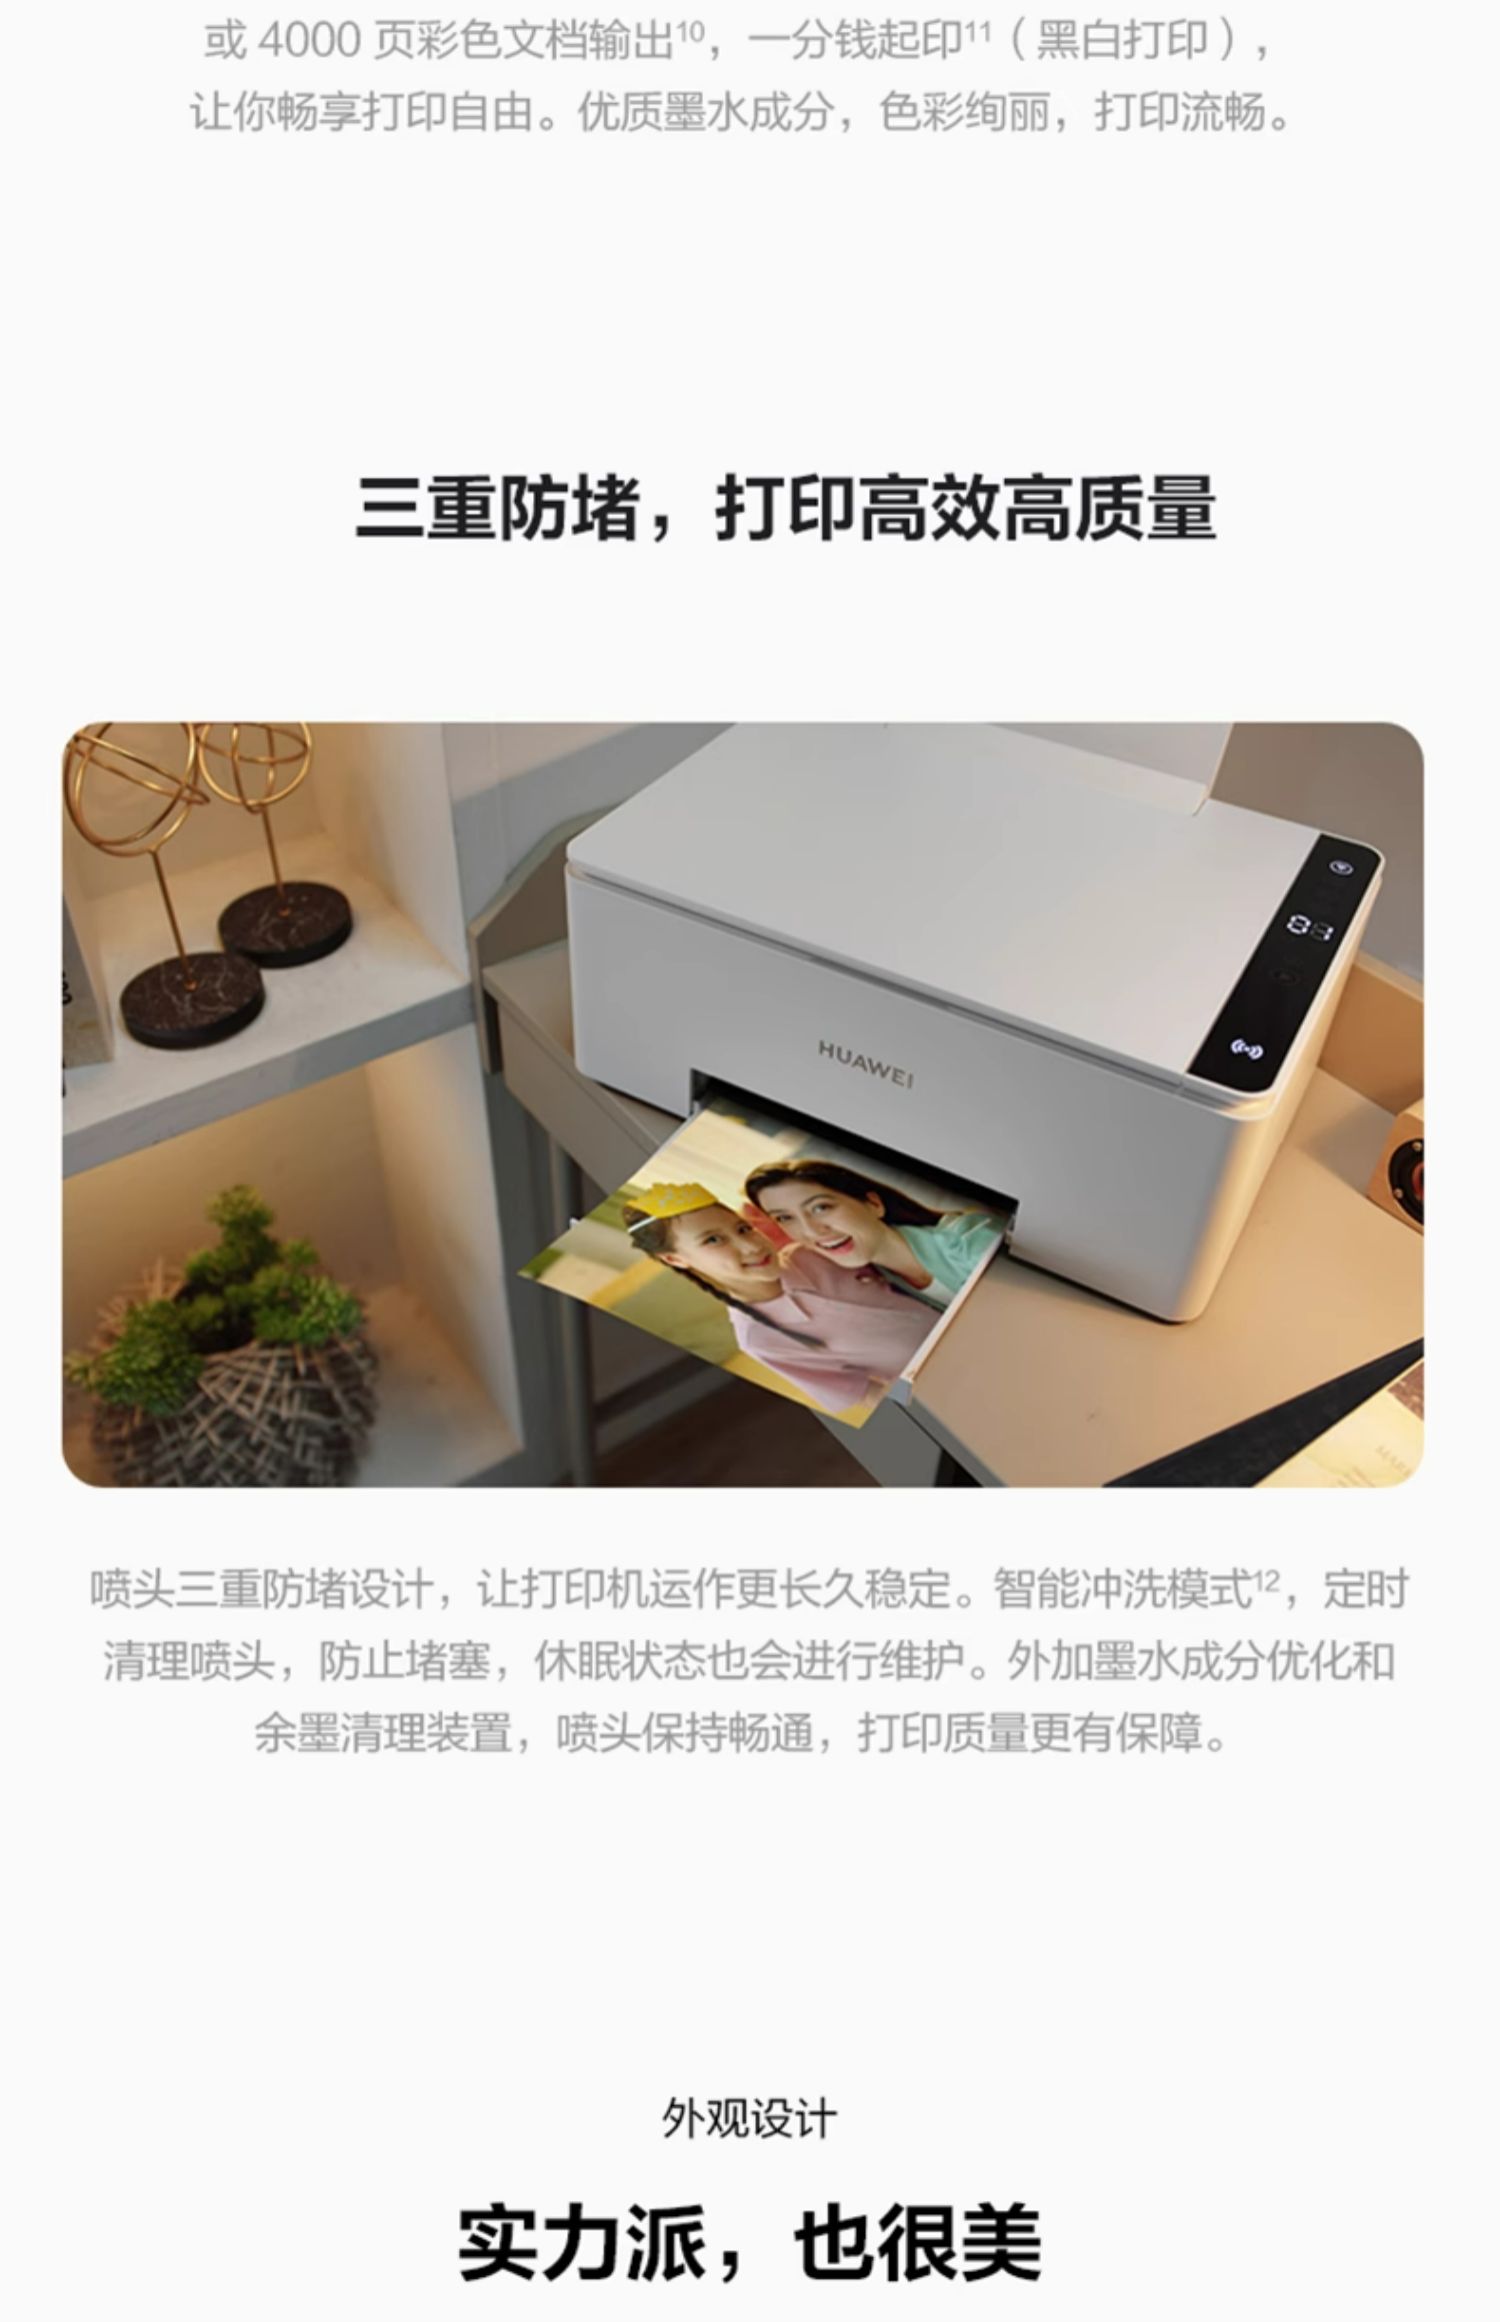 或 4000 页彩色文档输出¹⁰，一分钱起印¹¹（黑白打印），
让你畅享打印自由。优质墨水成分，色彩绚丽，打印流畅。
三重防堵，打印高效高质量
HUAWEI
喷头三重防堵设计，让打印机运作更长久稳定。智能冲洗模式¹²，定时
清理喷头，防止堵塞，休眠状态也会进行维护。外加墨水成分优化和
余墨清理装置，喷头保持畅通，打印质量更有保障。
外观设计
实力派，也很美